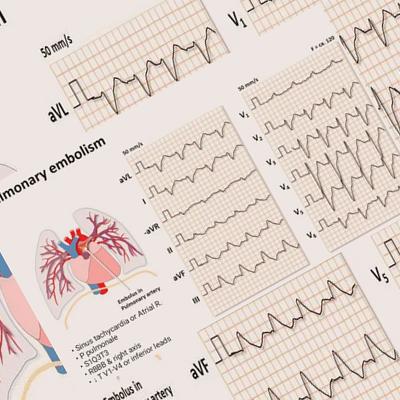 50 mm/s
aVL
V1
F = ca. 120
50 mm/s
V1
V2
V3
V4
V5
V6
pulmonary embolism
50 mm/s
aVL
I
-aVR
II
aVF
III
Embolus in
Pulmonary artery
• Sinus tachycardia or Atrial R.
• P pulmonale
• S1Q3T3
• RBBB & right axis
• ↓T V1-V4 or inferior leads
Embolus in
artery
aVF
V5